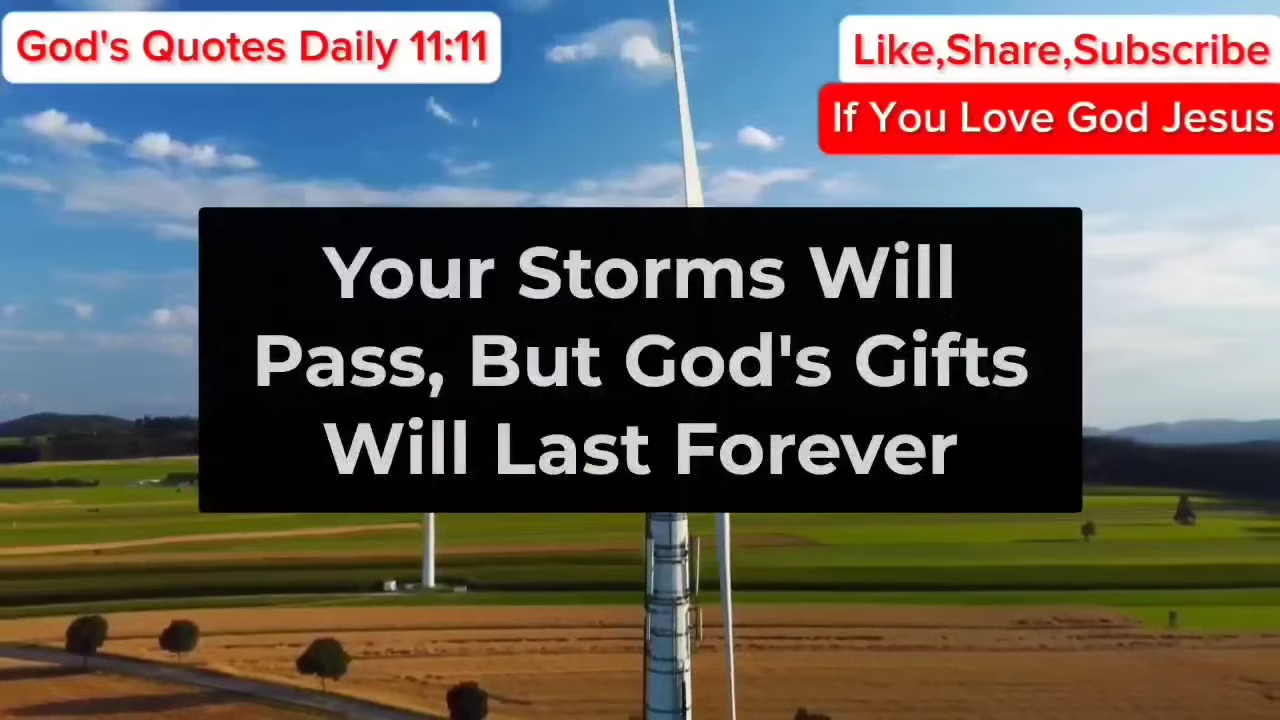 God's Quotes Daily 11:11
Like,Share,Subscribe
If You Love God Jesus
Your Storms Will
Pass, But God's Gifts
Will Last Forever